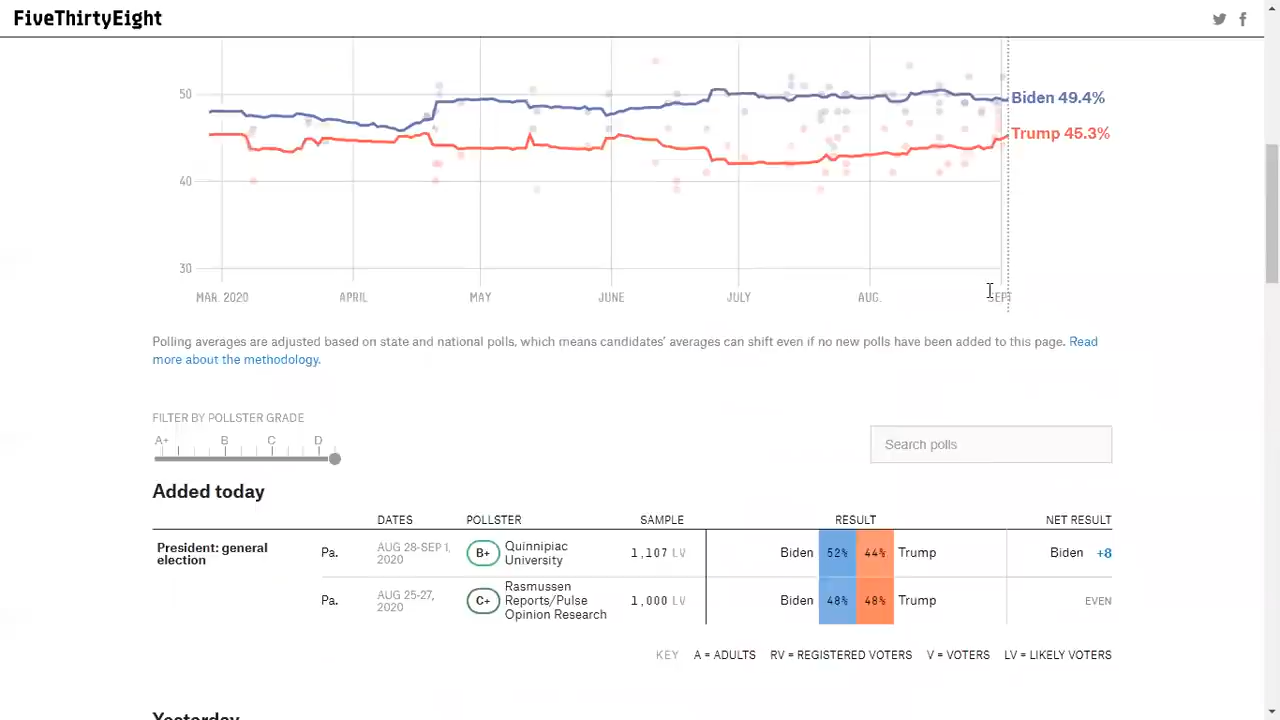 FiveThirtyEight
50
Biden 49.4%
Trump 45.3%
40
30
MAR. 2020 APRIL MAY JUNE JULY AUG. SEPT
Polling averages are adjusted based on state and national polls, which means candidates' averages can shift even if no new polls have been added to this page. Read
more about the methodology.
FILTER BY POLLSTER GRADE
A+ B C D
Search polls
Added today
DATES POLLSTER SAMPLE RESULT NET RESULT
President: general
election
Pa.
AUG 28-SEP 1,
2020
B+
Quinnipiac
University
1,107 LV
Biden 52% 44% Trump
Biden +8
Pa.
AUG 25-27,
2020
C+
Rasmussen
Reports/Pulse
Opinion Research
1,000 LV
Biden 48% 48% Trump
EVEN
KEY A = ADULTS RV = REGISTERED VOTERS V = VOTERS LV = LIKELY VOTERS
Yesterday